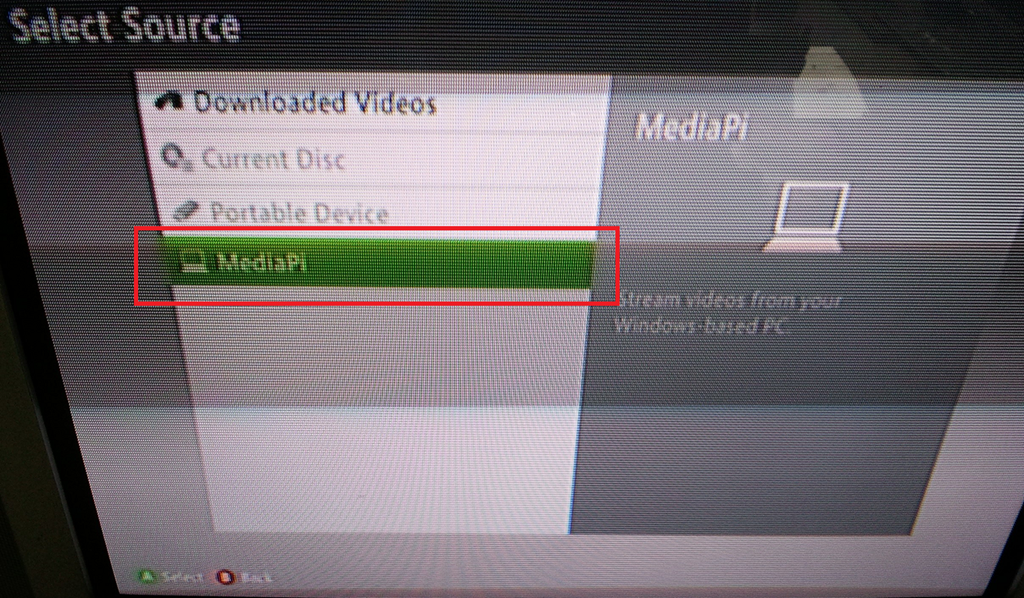 Select Source
Downloaded Videos
Current Disc
Portable Device
MediaPi
MediaPi
Stream videos from your
Windows-based PC.
A Select B Back